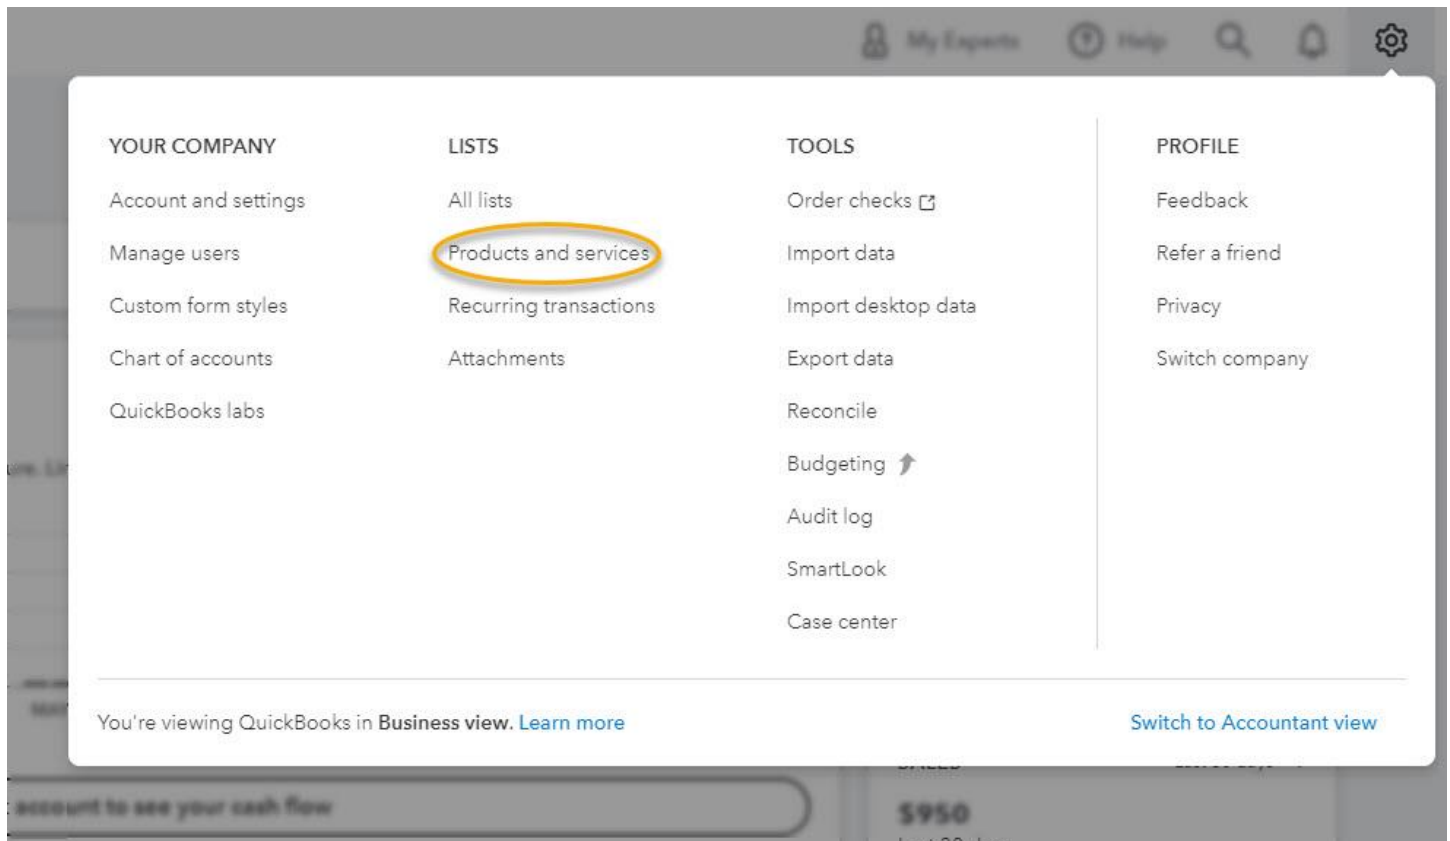 My Experts
Help
YOUR COMPANY
Account and settings
Manage users
Custom form styles
Chart of accounts
QuickBooks labs
LISTS
All lists
Products and services
Recurring transactions
Attachments
TOOLS
Order checks
Import data
Import desktop data
Export data
Reconcile
Budgeting
Audit log
SmartLook
Case center
PROFILE
Feedback
Refer a friend
Privacy
Switch company
You're viewing QuickBooks in Business view. Learn more
Switch to Accountant view
account to see your cash flow
$950